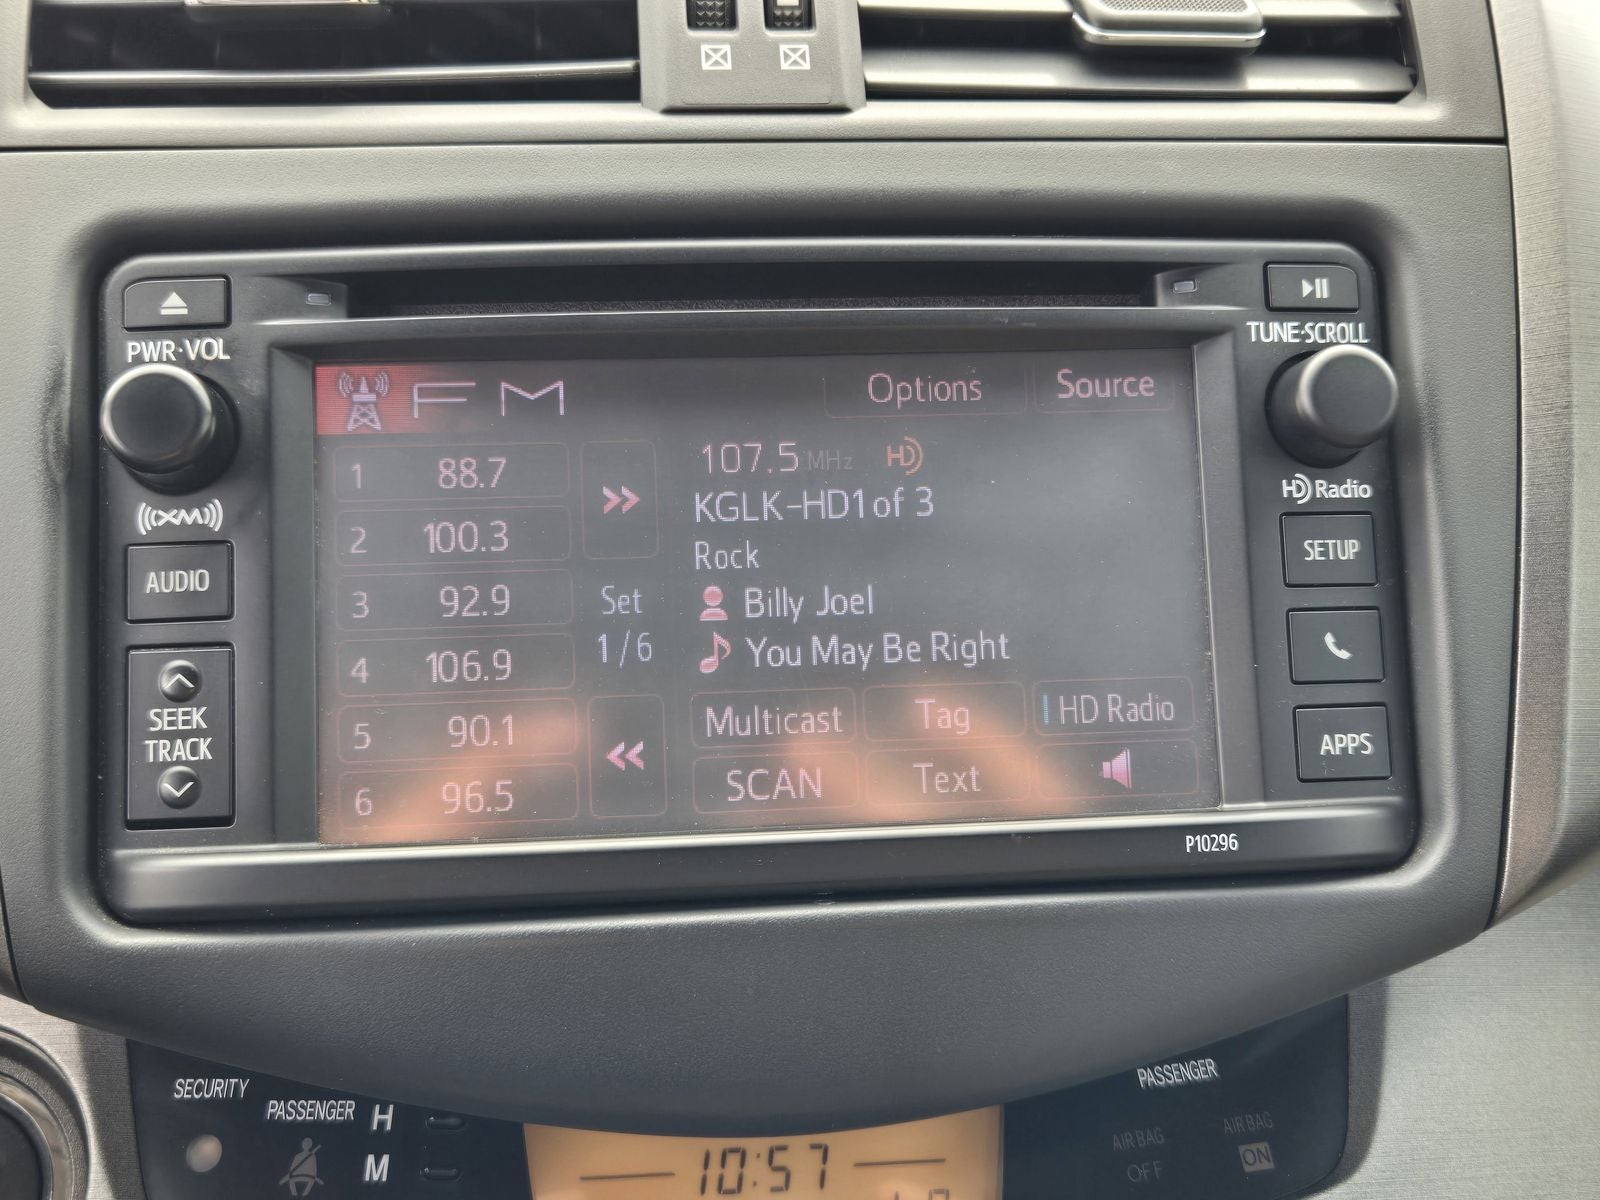 PWR·VOL
TUNE·SCROLL
FM
Options
Source
1 88.7
2 100.3
3 92.9
4 106.9
5 90.1
6 96.5
Set
1/6
107.5 MHz HD
KGLK-HD1 of 3
Rock
Billy Joel
You May Be Right
Multicast
Tag
HD Radio
SCAN
Text
((XM))
AUDIO
SEEK
TRACK
HD Radio
SETUP
APPS
P10296
SECURITY
PASSENGER
H
M
10:57
PASSENGER
AIR BAG
OFF
AIR BAG
ON